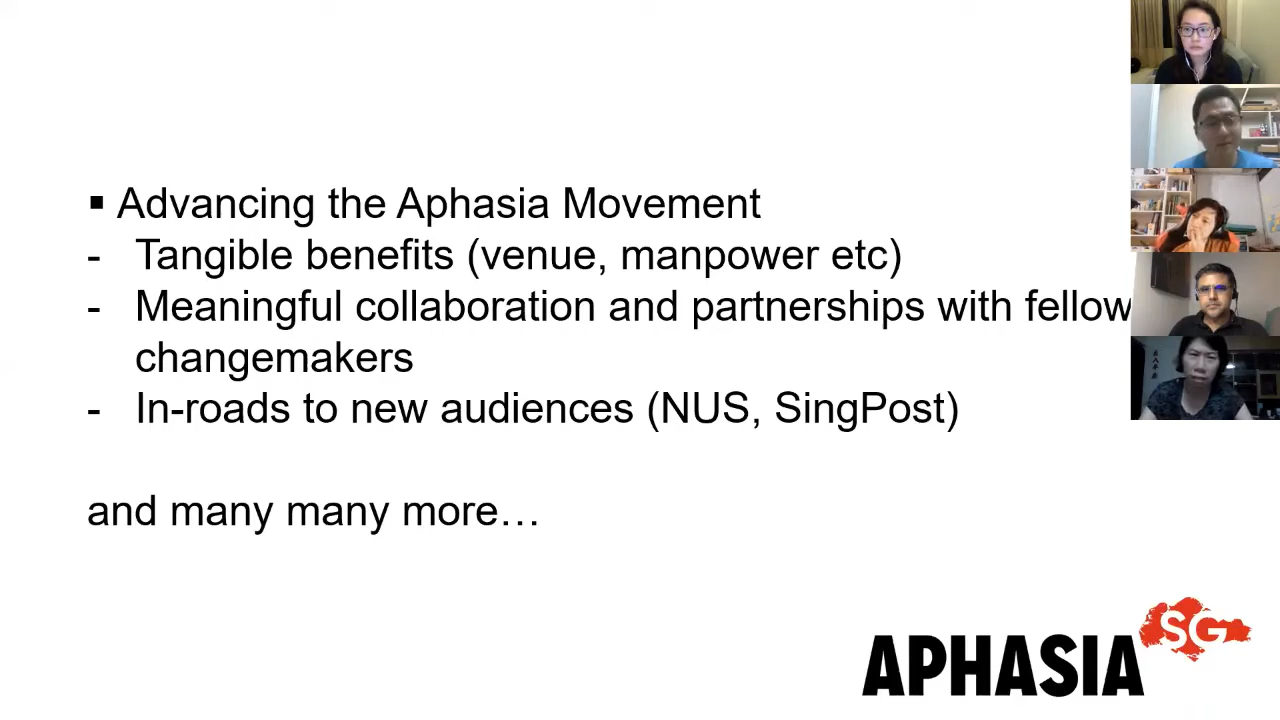 ▪ Advancing the Aphasia Movement
- Tangible benefits (venue, manpower etc)
- Meaningful collaboration and partnerships with fellow
changemakers
- In-roads to new audiences (NUS, SingPost)
and many many more…
APHASIA SG